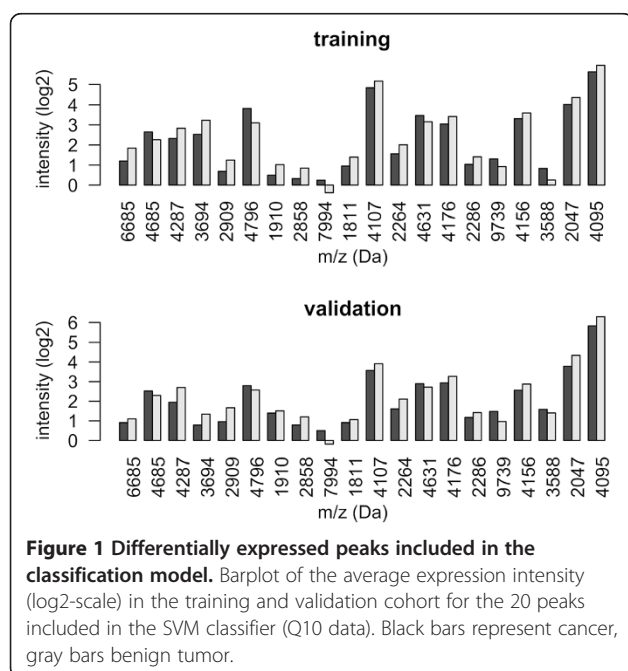 training
intensity (log2)
5
4
3
2
1
0
6685 4685 4287 3694 2909 4796 1910 2858 7994 1811 4107 2264 4631 4176 2286 9739 4156 3588 2047 4095
m/z (Da)
validation
intensity (log2)
6
5
4
3
2
1
0
6685 4685 4287 3694 2909 4796 1910 2858 7994 1811 4107 2264 4631 4176 2286 9739 4156 3588 2047 4095
m/z (Da)
Figure 1 Differentially expressed peaks included in the
classification model. Barplot of the average expression intensity
(log2-scale) in the training and validation cohort for the 20 peaks
included in the SVM classifier (Q10 data). Black bars represent cancer,
gray bars benign tumor.